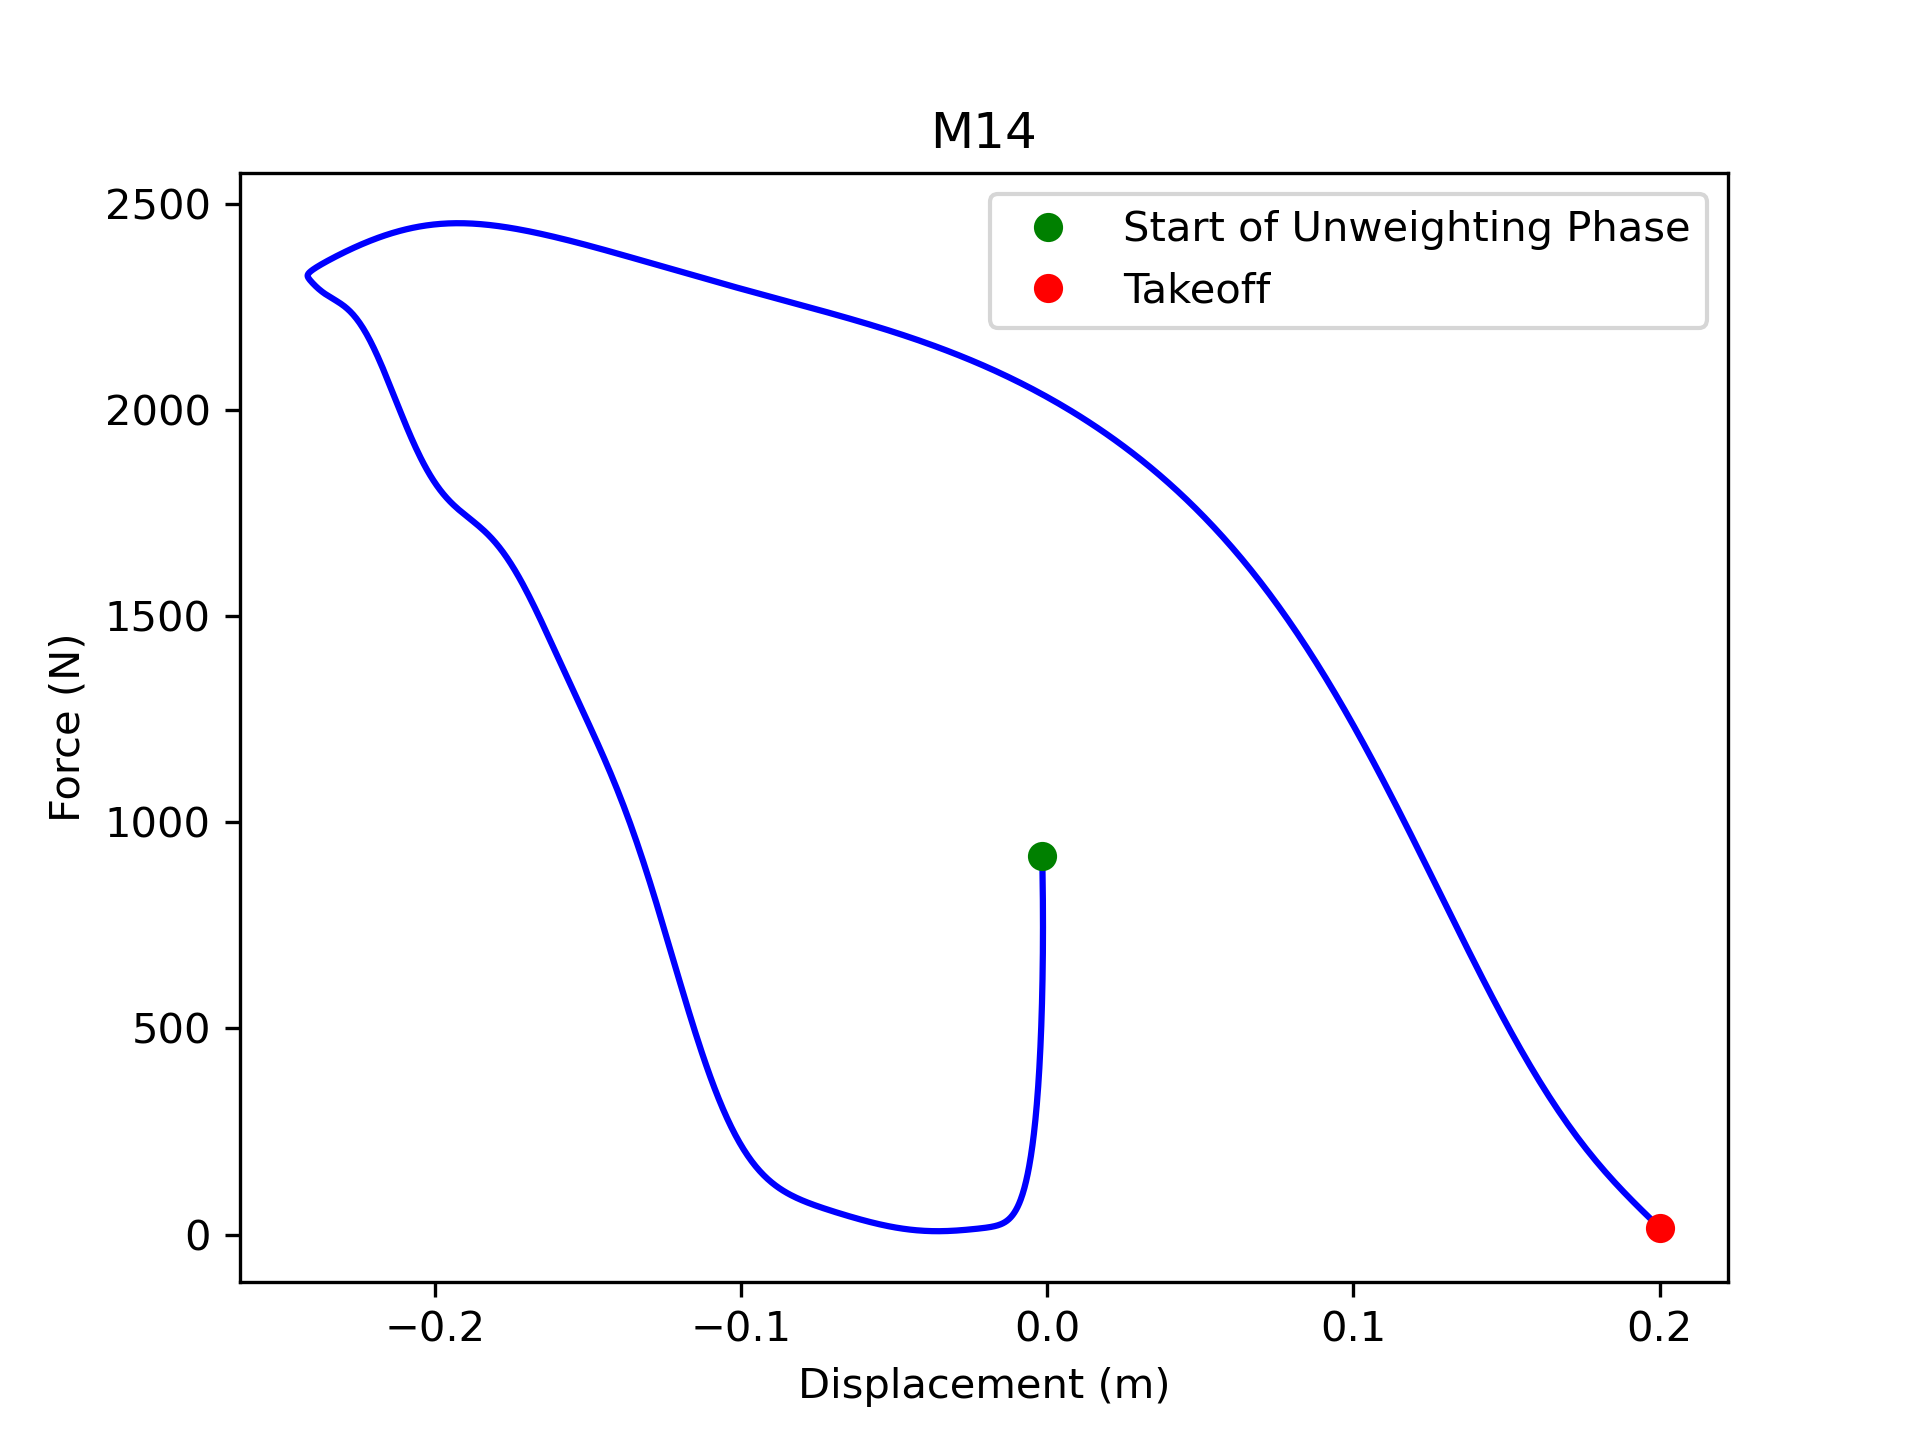 M14
Start of Unweighting Phase
Takeoff
2500
2000
1500
1000
500
0
Force (N)
−0.2 −0.1 0.0 0.1 0.2
Displacement (m)